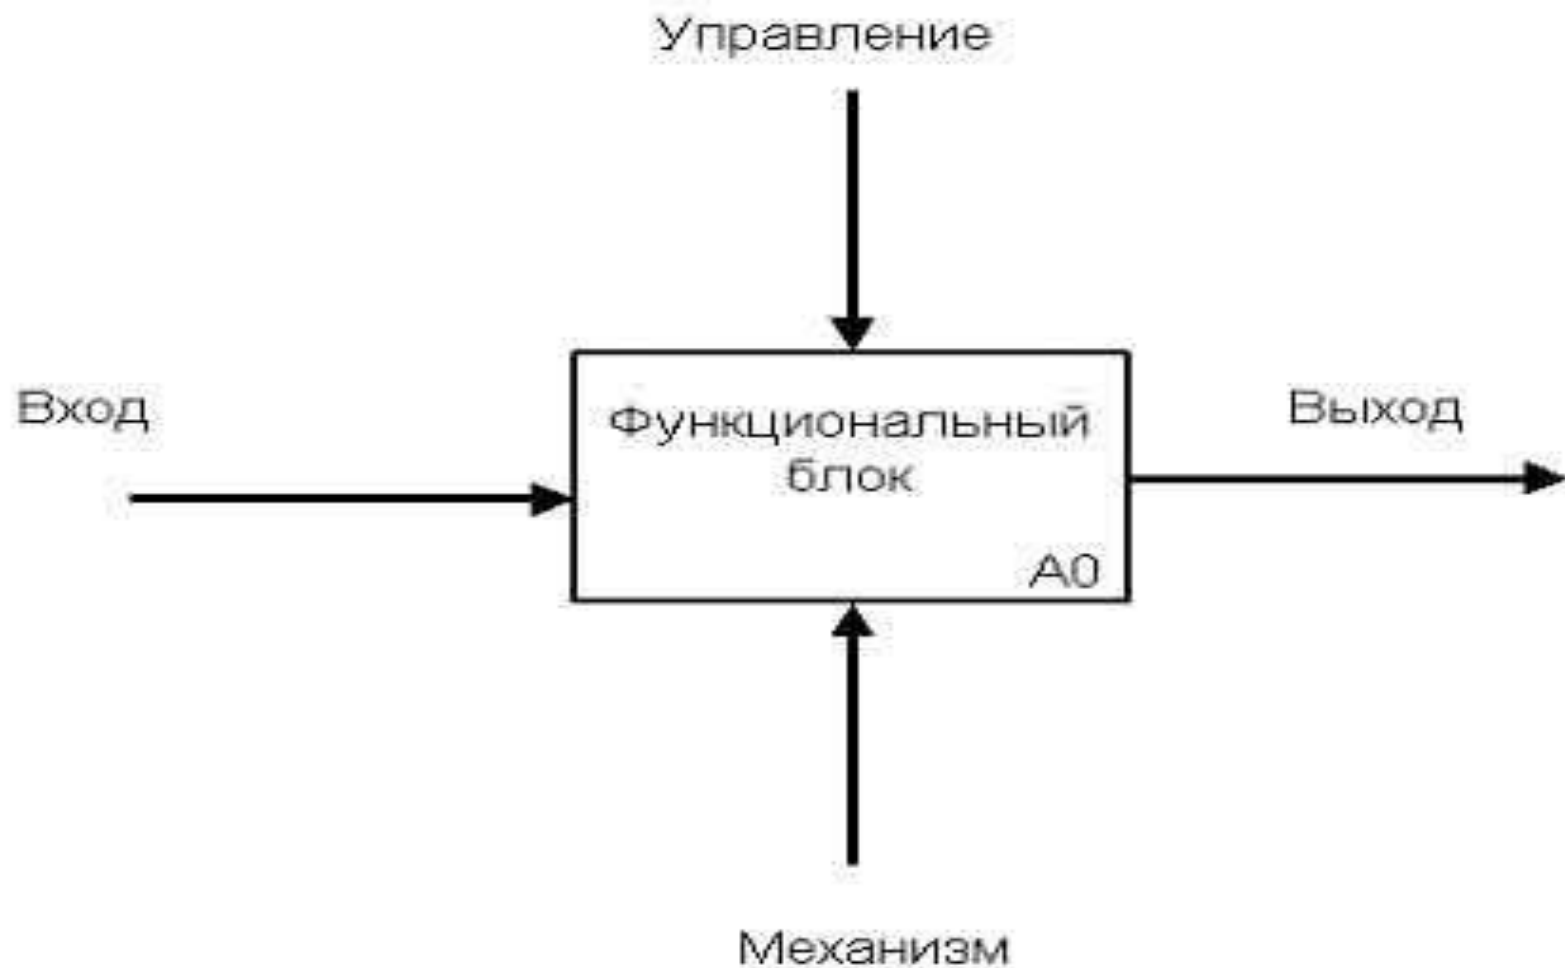 Управление
Вход
Функциональный
блок
Выход
A0
Механизм